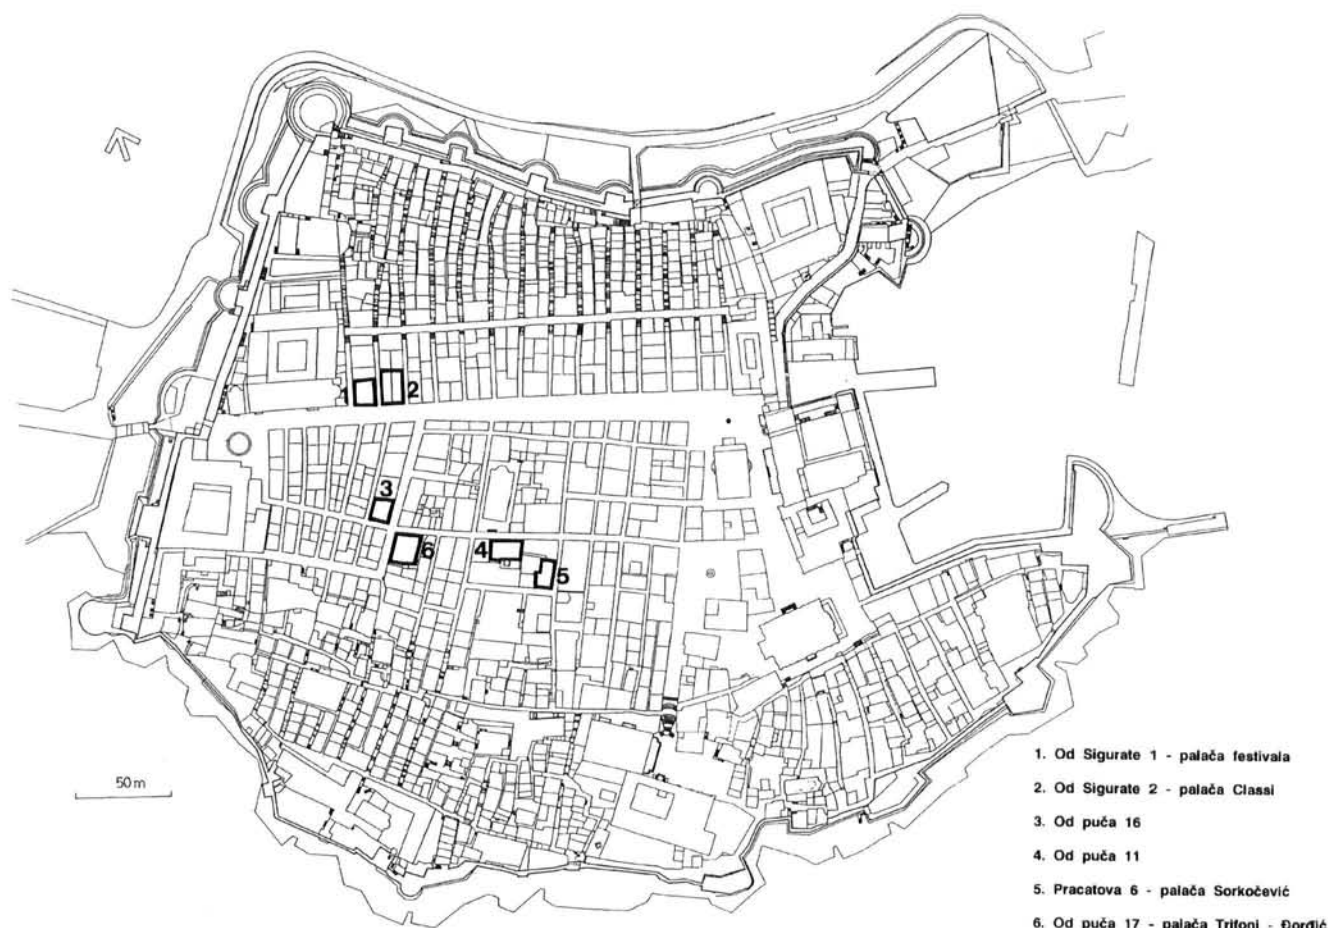 2
3
6
4
5
50 m
1. Od Sigurate 1 - palača festivala
2. Od Sigurate 2 - palača Classi
3. Od puča 16
4. Od puča 11
5. Pracatova 6 - palača Sorkočević
6. Od puča 17 - palača Trifoni - Đorđić